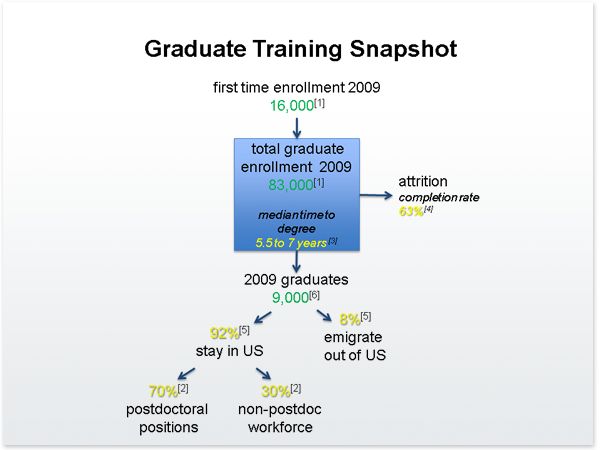 Graduate Training Snapshot
first time enrollment 2009
16,000[1]
total graduate
enrollment 2009
83,000[1]
median time to
degree
5.5 to 7 years[3]
attrition
completion rate
63%[4]
2009 graduates
9,000[6]
92%[5]
stay in US
8%[5]
emigrate
out of US
70%[2]
postdoctoral
positions
30%[2]
non-postdoc
workforce